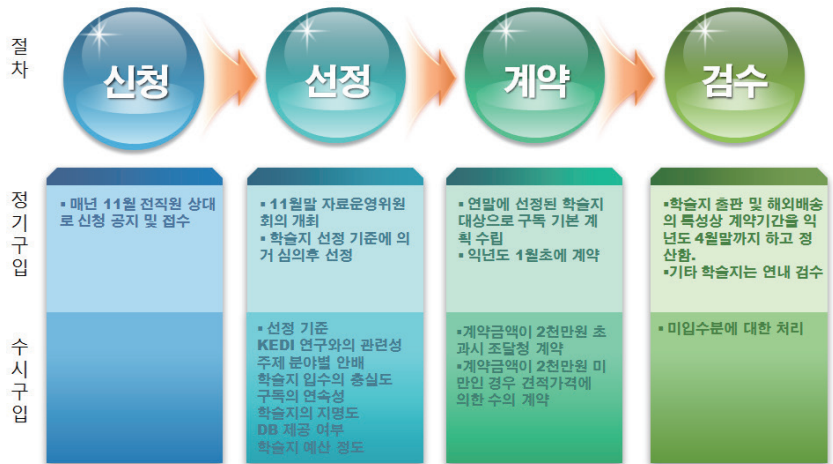 절차
신청
선정
계약
검수
정기구입
▪ 매년 11월 전직원 상대
로 신청 공지 및 접수
▪ 11월말 자료운영위원
회의 개최
▪ 학술지 선정 기준에 의
거 심의후 선정
▪ 연말에 선정된 학술지
대상으로 구독 기본 계
획 수립
▪ 익년도 1월초에 계약
▪학술지 출판 및 해외배송
의 특성상 계약기간을 익
년도 4월말까지 하고 정
산함.
▪기타 학술지는 연내 검수
수시구입
▪ 선정 기준
KEDI 연구와의 관련성
주제 분야별 안배
학술지 입수의 충실도
구독의 연속성
학술지의 지명도
DB 제공 여부
학술지 예산 정도
▪계약금액이 2천만원 초
과시 조달청 계약
▪계약금액이 2천만원 미
만인 경우 견적가격에
의한 수의 계약
▪ 미입수분에 대한 처리